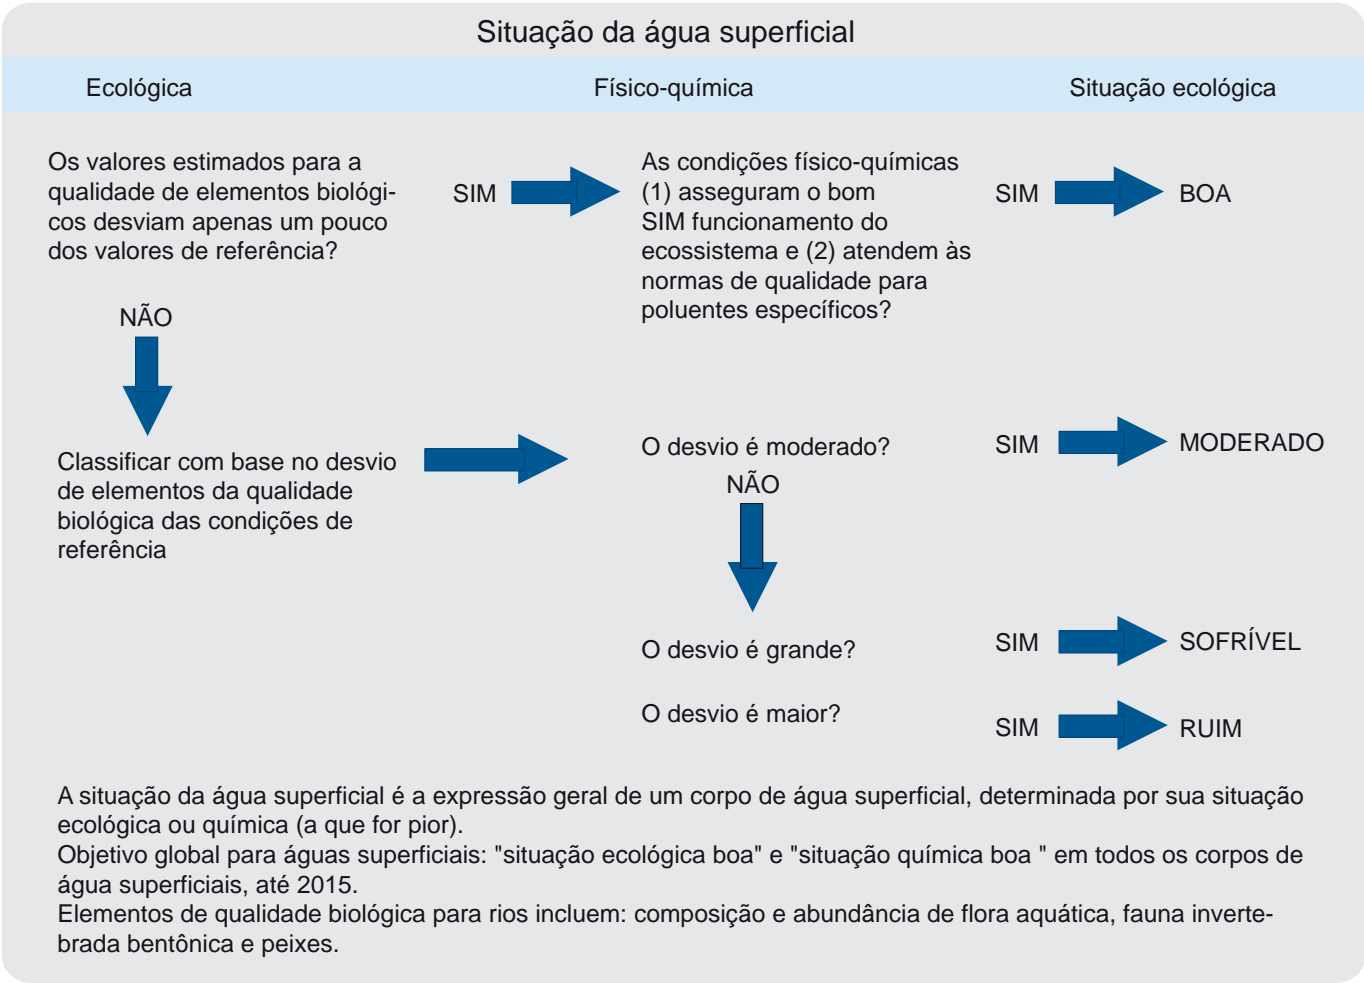 Situação da água superficial
Ecológica
Físico-química
Situação ecológica
Os valores estimados para a
qualidade de elementos biológi-
cos desviam apenas um pouco
dos valores de referência?
SIM
As condições físico-químicas
(1) asseguram o bom
SIM funcionamento do
ecossistema e (2) atendem às
normas de qualidade para
poluentes específicos?
SIM
BOA
NÃO
Classificar com base no desvio
de elementos da qualidade
biológica das condições de
referência
O desvio é moderado?
SIM
MODERADO
NÃO
O desvio é grande?
SIM
SOFRÍVEL
O desvio é maior?
SIM
RUIM
A situação da água superficial é a expressão geral de um corpo de água superficial, determinada por sua situação
ecológica ou química (a que for pior).
Objetivo global para águas superficiais: "situação ecológica boa" e "situação química boa " em todos os corpos de
água superficiais, até 2015.
Elementos de qualidade biológica para rios incluem: composição e abundância de flora aquática, fauna inverte-
brada bentônica e peixes.